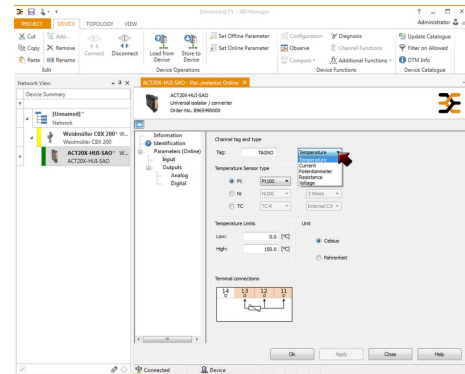 [Unnamed] (*) - WI-Manager
PROJECT DEVICE TOPOLOGY VIEW Administrator
Cut Add... Set Offline Parameter Configuration Diagnosis Update Catalogue
Copy Remove Connect Disconnect Load from Device Store to Device Set Online Parameter Observe Channel Functions Filter on Allowed
Paste Rename Compare Additional Functions DTM Info
Edit Device Operations Device Functions Device Catalogue
Network View
ACT20X-HUI-SAO - Par...meterize Online
Device Summary
[Unnamed]*
Network
Weidmüller CBX 200* W...
Weidmüller CBX 200
ACT20X-HUI-SAO* W...
ACT20X-HUI-SAO
ACT20X-HUI-SAO
Universal isolator / converter
Order-No. 8965490000
Information
Identification
Parameters (Online)
Input
Outputs
Analog
Digital
Channel tag and type
Tag: TAGNO Temperature
Temperature
Current
Potentiometer
Resistance
Voltage
Temperature Sensor type
Pt Pt100
Ni Ni100 3 Wires
TC TC K Internal CJ
Temperature Limits Unit
Low: 0.0 [°C]
High: 150.0 [°C]
Celsius
Fahrenheit
Terminal connections
14 13 12 11
Ok Apply Close Help
Connected Device